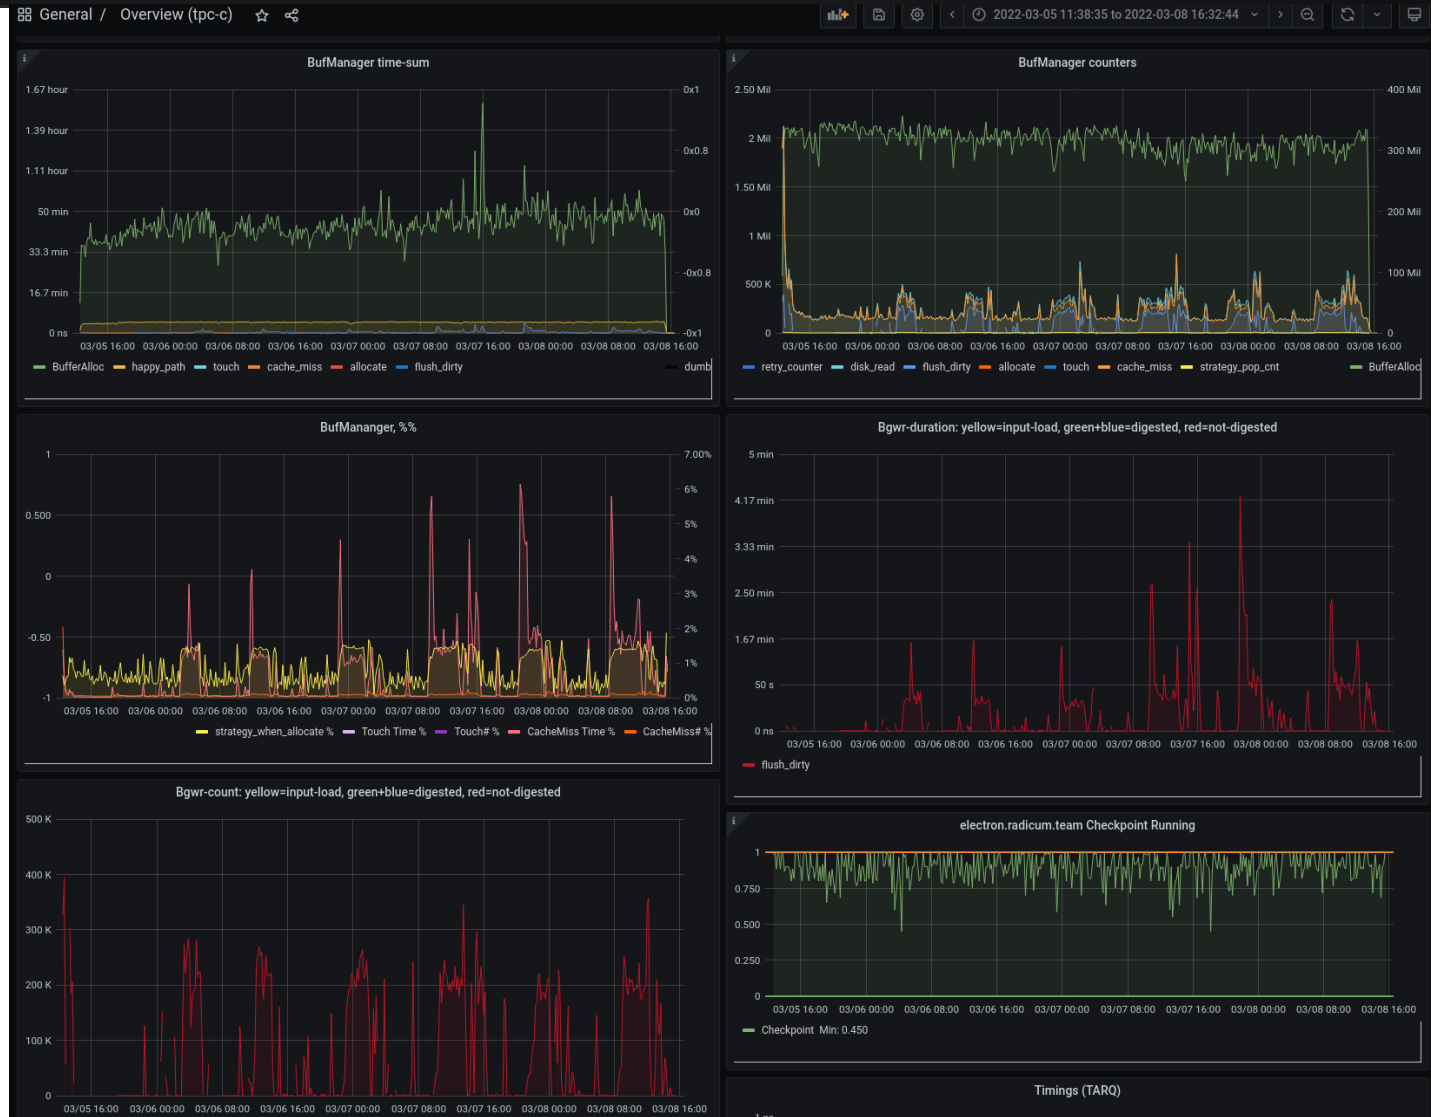 General / Overview (tpc-c)
2022-03-05 11:38:35 to 2022-03-08 16:32:44
BufManager time-sum
1.67 hour
1.39 hour
1.11 hour
50 min
33.3 min
16.7 min
0 ns
0x1
0x0.8
0x0
-0x0.8
-0x1
03/05 16:00 03/06 00:00 03/06 08:00 03/06 16:00 03/07 00:00 03/07 08:00 03/07 16:00 03/08 00:00 03/08 08:00 03/08 16:00
BufferAlloc happy_path touch cache_miss allocate flush_dirty dumb
BufManager counters
2.50 Mil
2 Mil
1.50 Mil
1 Mil
500 K
0
400 Mil
300 Mil
200 Mil
100 Mil
0
03/05 16:00 03/06 00:00 03/06 08:00 03/06 16:00 03/07 00:00 03/07 08:00 03/07 16:00 03/08 00:00 03/08 08:00 03/08 16:00
retry_counter disk_read flush_dirty allocate touch cache_miss strategy_pop_cnt BufferAlloc
BufMananger, %%
1
0.500
0
-0.50
-1
7.00%
6%
5%
4%
3%
2%
1%
0%
03/05 16:00 03/06 00:00 03/06 08:00 03/06 16:00 03/07 00:00 03/07 08:00 03/07 16:00 03/08 00:00 03/08 08:00 03/08 16:00
strategy_when_allocate % Touch Time % Touch# % CacheMiss Time % CacheMiss# %
Bgwr-duration: yellow=input-load, green+blue=digested, red=not-digested
5 min
4.17 min
3.33 min
2.50 min
1.67 min
50 s
0 ns
03/05 16:00 03/06 00:00 03/06 08:00 03/06 16:00 03/07 00:00 03/07 08:00 03/07 16:00 03/08 00:00 03/08 08:00 03/08 16:00
flush_dirty
Bgwr-count: yellow=input-load, green+blue=digested, red=not-digested
500 K
400 K
300 K
200 K
100 K
0
03/05 16:00 03/06 00:00 03/06 08:00 03/06 16:00 03/07 00:00 03/07 08:00 03/07 16:00 03/08 00:00 03/08 08:00 03/08 16:00
electron.radicum.team Checkpoint Running
1
0.750
0.500
0.250
0
03/05 16:00 03/06 00:00 03/06 08:00 03/06 16:00 03/07 00:00 03/07 08:00 03/07 16:00 03/08 00:00 03/08 08:00 03/08 16:00
Checkpoint Min: 0.450
Timings (TARQ)